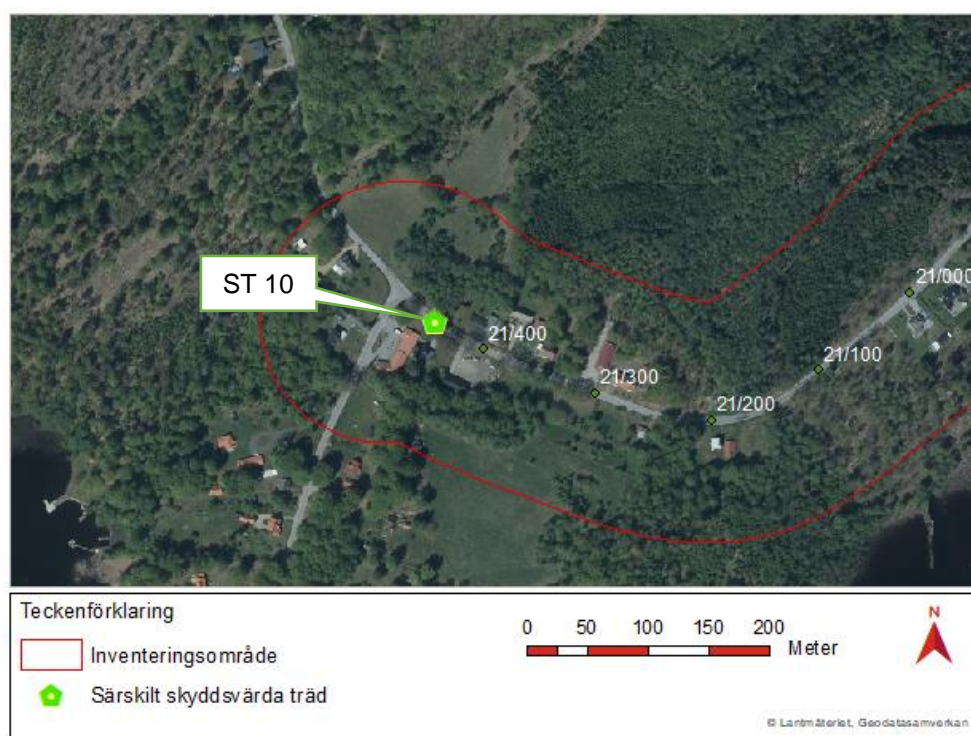 ST 10
21/000
21/400
21/100
21/300
21/200
Teckenförklaring
Inventeringsområde
Särskilt skyddsvärda träd
0 50 100 150 200
Meter
N
© Lantmäteriet, Geodatasamverkan